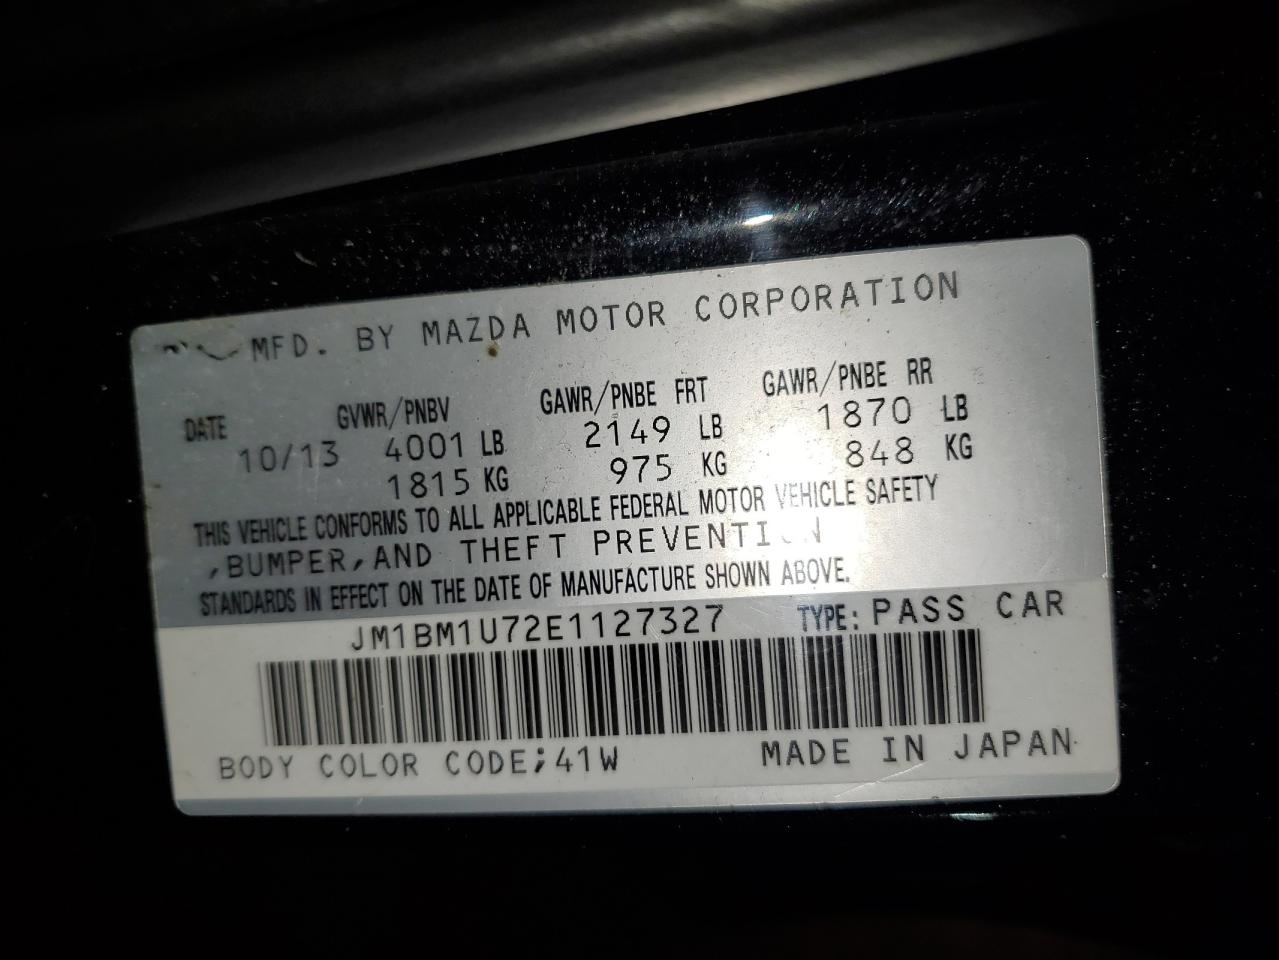 MFD. BY MAZDA MOTOR CORPORATION
DATE GVWR/PNBV GAWR/PNBE FRT GAWR/PNBE RR
10/13 4001 LB 2149 LB 1870 LB
1815 KG 975 KG 848 KG
THIS VEHICLE CONFORMS TO ALL APPLICABLE FEDERAL MOTOR VEHICLE SAFETY
,BUMPER,AND THEFT PREVENTION
STANDARDS IN EFFECT ON THE DATE OF MANUFACTURE SHOWN ABOVE.
JM1BM1U72E1127327 TYPE: PASS CAR
BODY COLOR CODE;41W MADE IN JAPAN